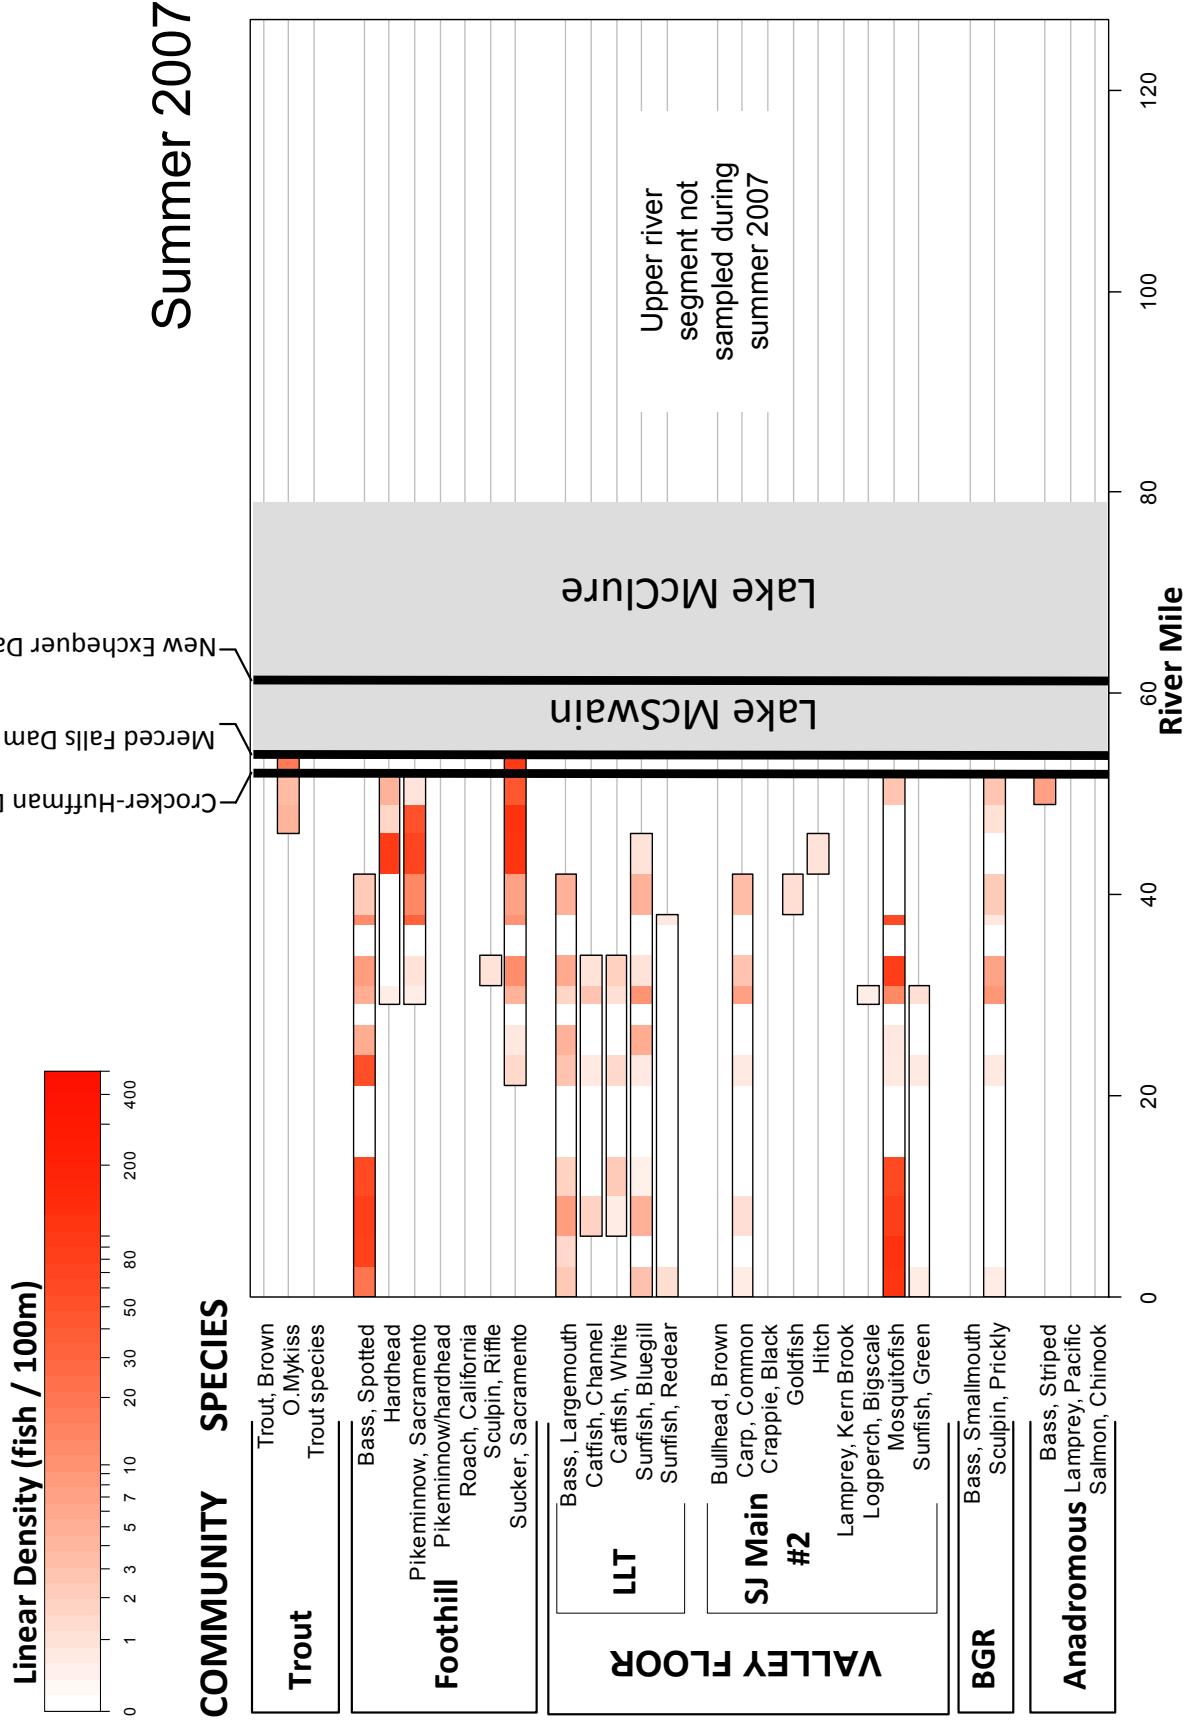 Summer 2007
Linear Density (fish / 100m)
0
1
2
3
5
7
10
20
30
50
80
200
400
New Exchequer Da
Merced Falls Dam
Crocker-Huffman
COMMUNITY SPECIES
Trout
Trout, Brown
O.Mykiss
Trout species
Foothill
Bass, Spotted
Hardhead
Pikeminnow, Sacramento
Pikeminnow/hardhead
Roach, California
Sculpin, Riffle
Sucker, Sacramento
VALLEY FLOOR
LLT
Bass, Largemouth
Catfish, Channel
Catfish, White
Sunfish, Bluegill
Sunfish, Redear
SJ Main
#2
Bullhead, Brown
Carp, Common
Crappie, Black
Goldfish
Hitch
Lamprey, Kern Brook
Logperch, Bigscale
Mosquitofish
Sunfish, Green
BGR
Bass, Smallmouth
Sculpin, Prickly
Anadromous
Bass, Striped
Lamprey, Pacific
Salmon, Chinook
Lake McSwain
Lake McClure
Upper river
segment not
sampled during
summer 2007
0
20
40
60
80
100
120
River Mile